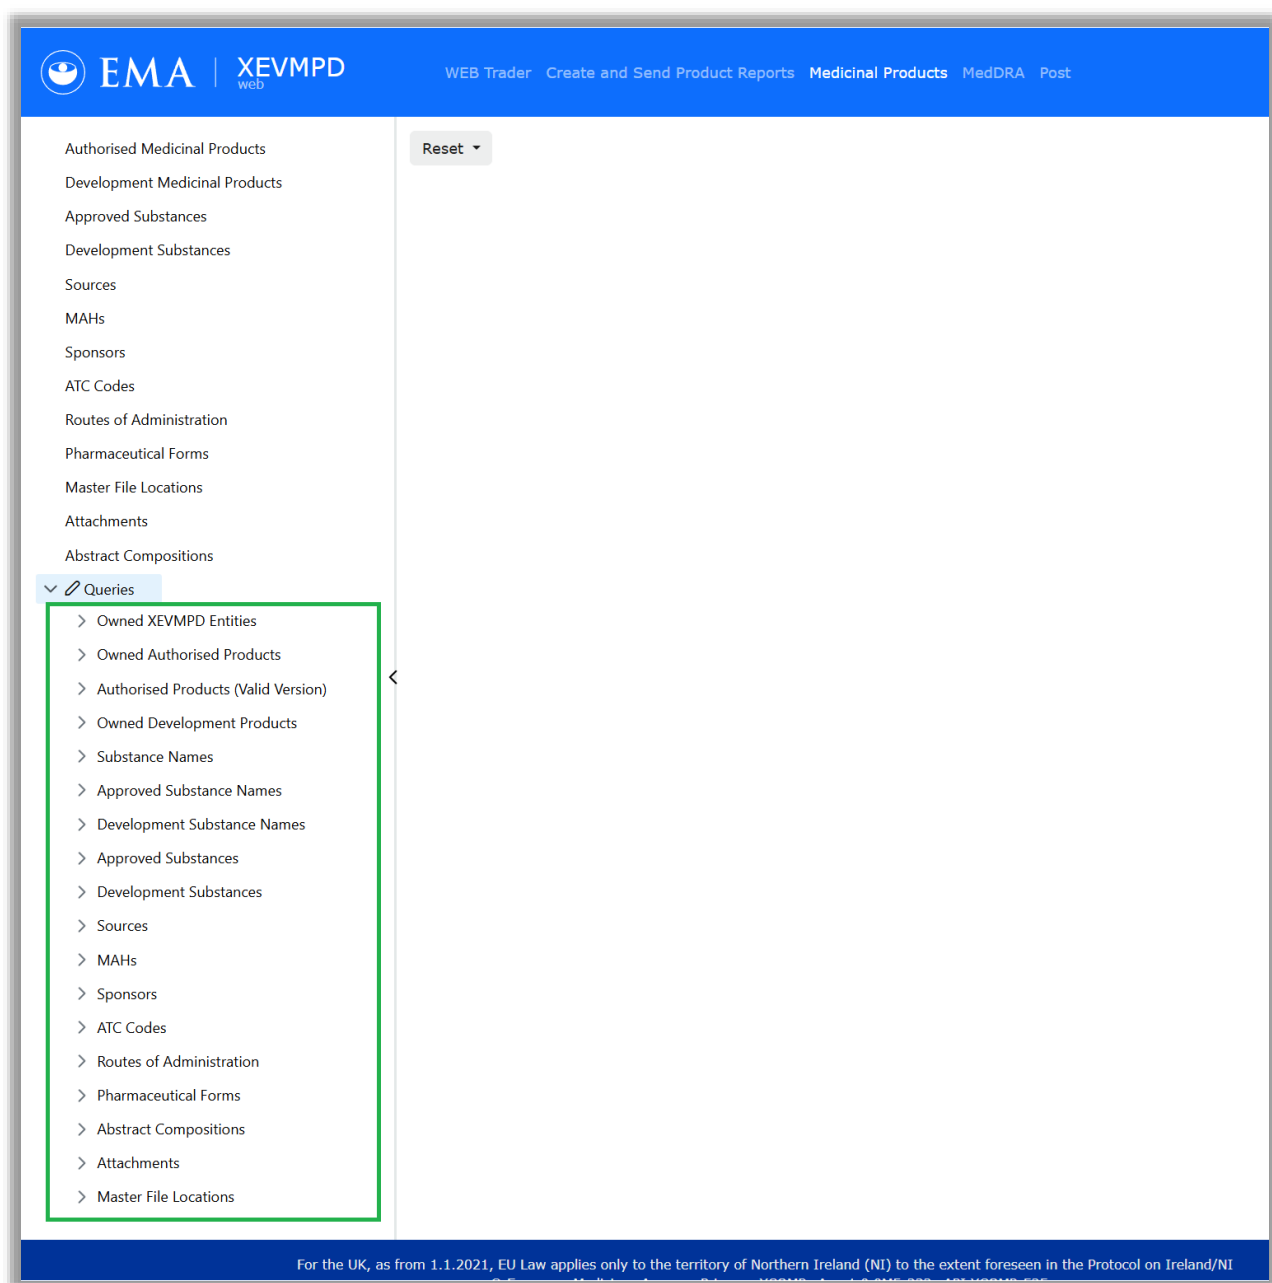 EMA | XEVMPD
web
WEB Trader Create and Send Product Reports Medicinal Products MedDRA Post
Reset
Authorised Medicinal Products
Development Medicinal Products
Approved Substances
Development Substances
Sources
MAHs
Sponsors
ATC Codes
Routes of Administration
Pharmaceutical Forms
Master File Locations
Attachments
Abstract Compositions
Queries
Owned XEVMPD Entities
Owned Authorised Products
Authorised Products (Valid Version)
Owned Development Products
Substance Names
Approved Substance Names
Development Substance Names
Approved Substances
Development Substances
Sources
MAHs
Sponsors
ATC Codes
Routes of Administration
Pharmaceutical Forms
Abstract Compositions
Attachments
Master File Locations
For the UK, as from 1.1.2021, EU Law applies only to the territory of Northern Ireland (NI) to the extent foreseen in the Protocol on Ireland/NI